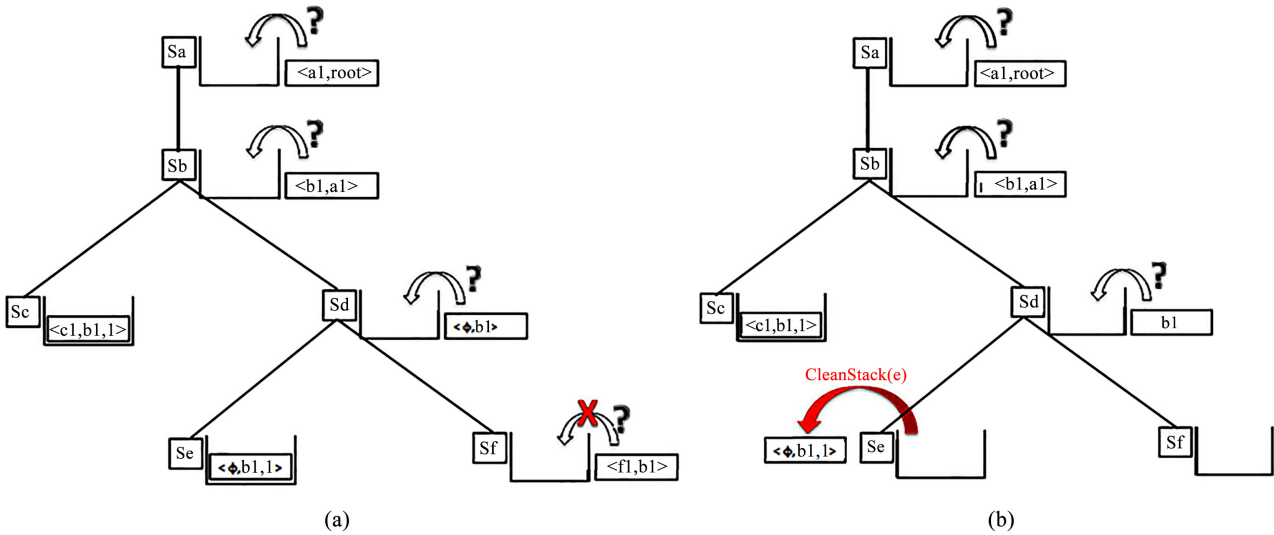 ?
Sa
<a1,root>
?
Sb
<b1,a1>
?
Sc
<c1,b1,1>
Sd
<ϕ,b1>
X
?
Se
<ϕ,b1,1>
Sf
<f1,b1>
(a)
?
Sa
<a1,root>
?
Sb
<b1,a1>
?
Sc
<c1,b1,1>
Sd
b1
CleanStack(e)
<ϕ,b1,1>
Se
Sf
(b)